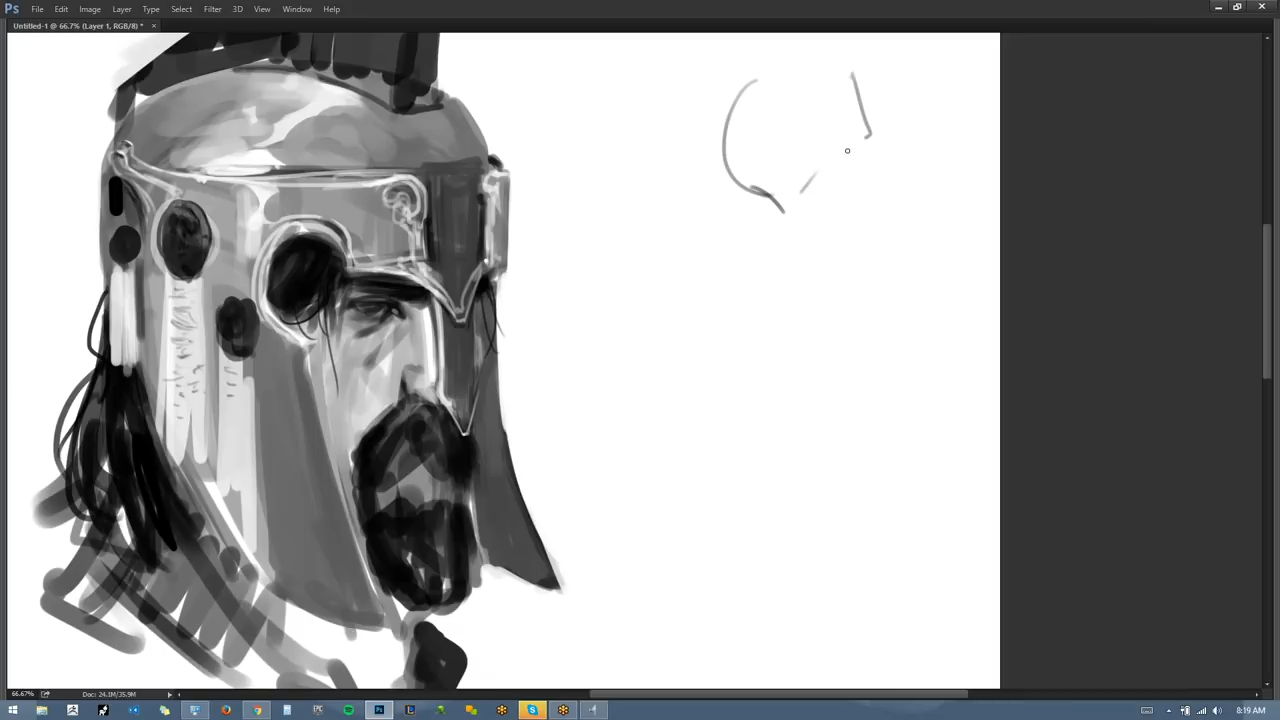 Ps File Edit Image Layer Type Select Filter 3D View Window Help
Untitled-1 @ 66.7% (Layer 1, RGB/8) * ×
66.67% Doc: 24.1M/35.9M
8:19 AM